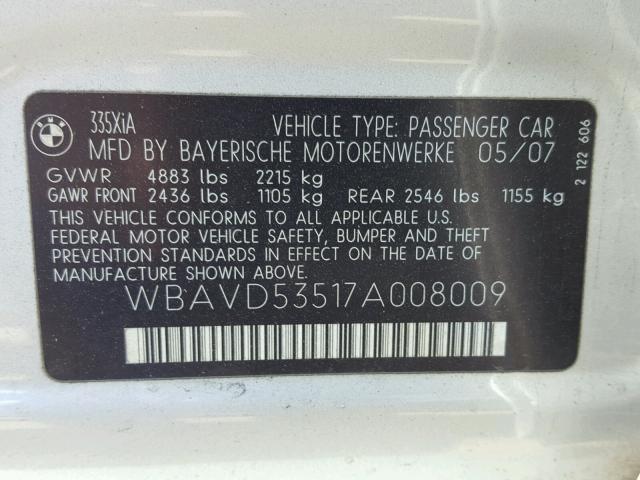 BMW
335XiA VEHICLE TYPE: PASSENGER CAR
MFD BY BAYERISCHE MOTORENWERKE 05/07
GVWR 4883 lbs 2215 kg
GAWR FRONT 2436 lbs 1105 kg REAR 2546 lbs 1155 kg
THIS VEHICLE CONFORMS TO ALL APPLICABLE U.S.
FEDERAL MOTOR VEHICLE SAFETY, BUMPER AND THEFT
PREVENTION STANDARDS IN EFFECT ON THE DATE OF
MANUFACTURE SHOWN ABOVE.
WBAVD53517A008009
2 122 606